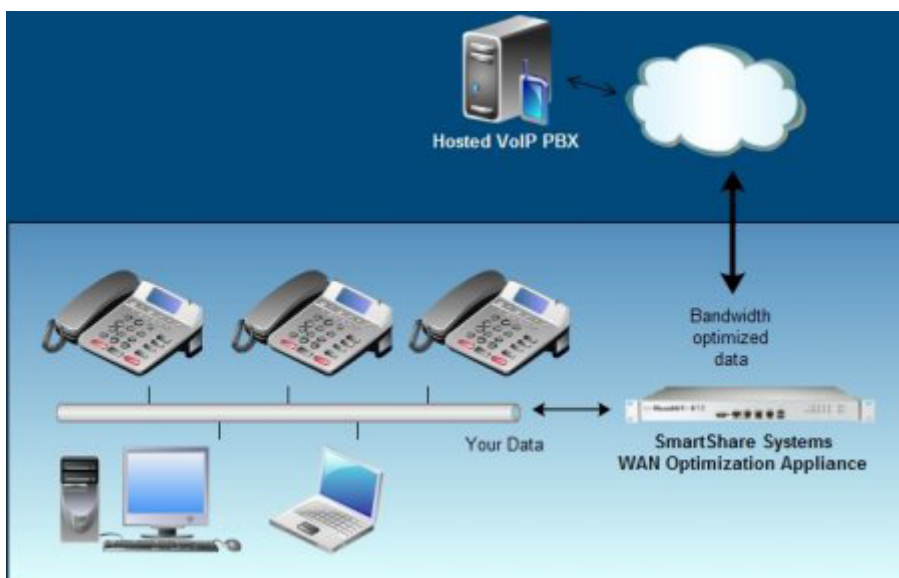 Hosted VoIP PBX
Bandwidth
optimized
data
Your Data
SmartShare Systems
WAN Optimization Appliance